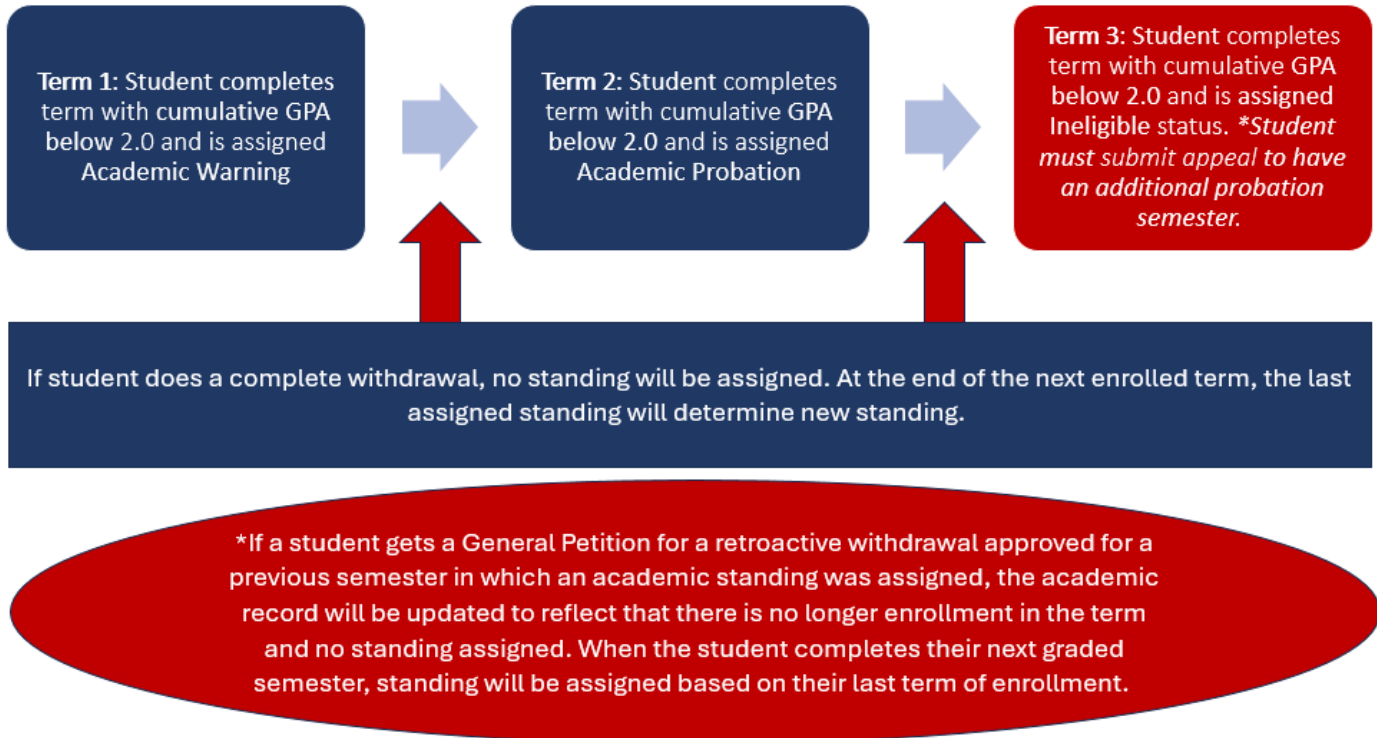 Term 1: Student completes
term with cumulative GPA
below 2.0 and is assigned
Academic Warning
Term 2: Student completes
term with cumulative GPA
below 2.0 and is assigned
Academic Probation
Term 3: Student completes
term with cumulative GPA
below 2.0 and is assigned
Ineligible status. *Student
must submit appeal to have
an additional probation
semester.
If student does a complete withdrawal, no standing will be assigned. At the end of the next enrolled term, the last
assigned standing will determine new standing.
*If a student gets a General Petition for a retroactive withdrawal approved for a
previous semester in which an academic standing was assigned, the academic
record will be updated to reflect that there is no longer enrollment in the term
and no standing assigned. When the student completes their next graded
semester, standing will be assigned based on their last term of enrollment.